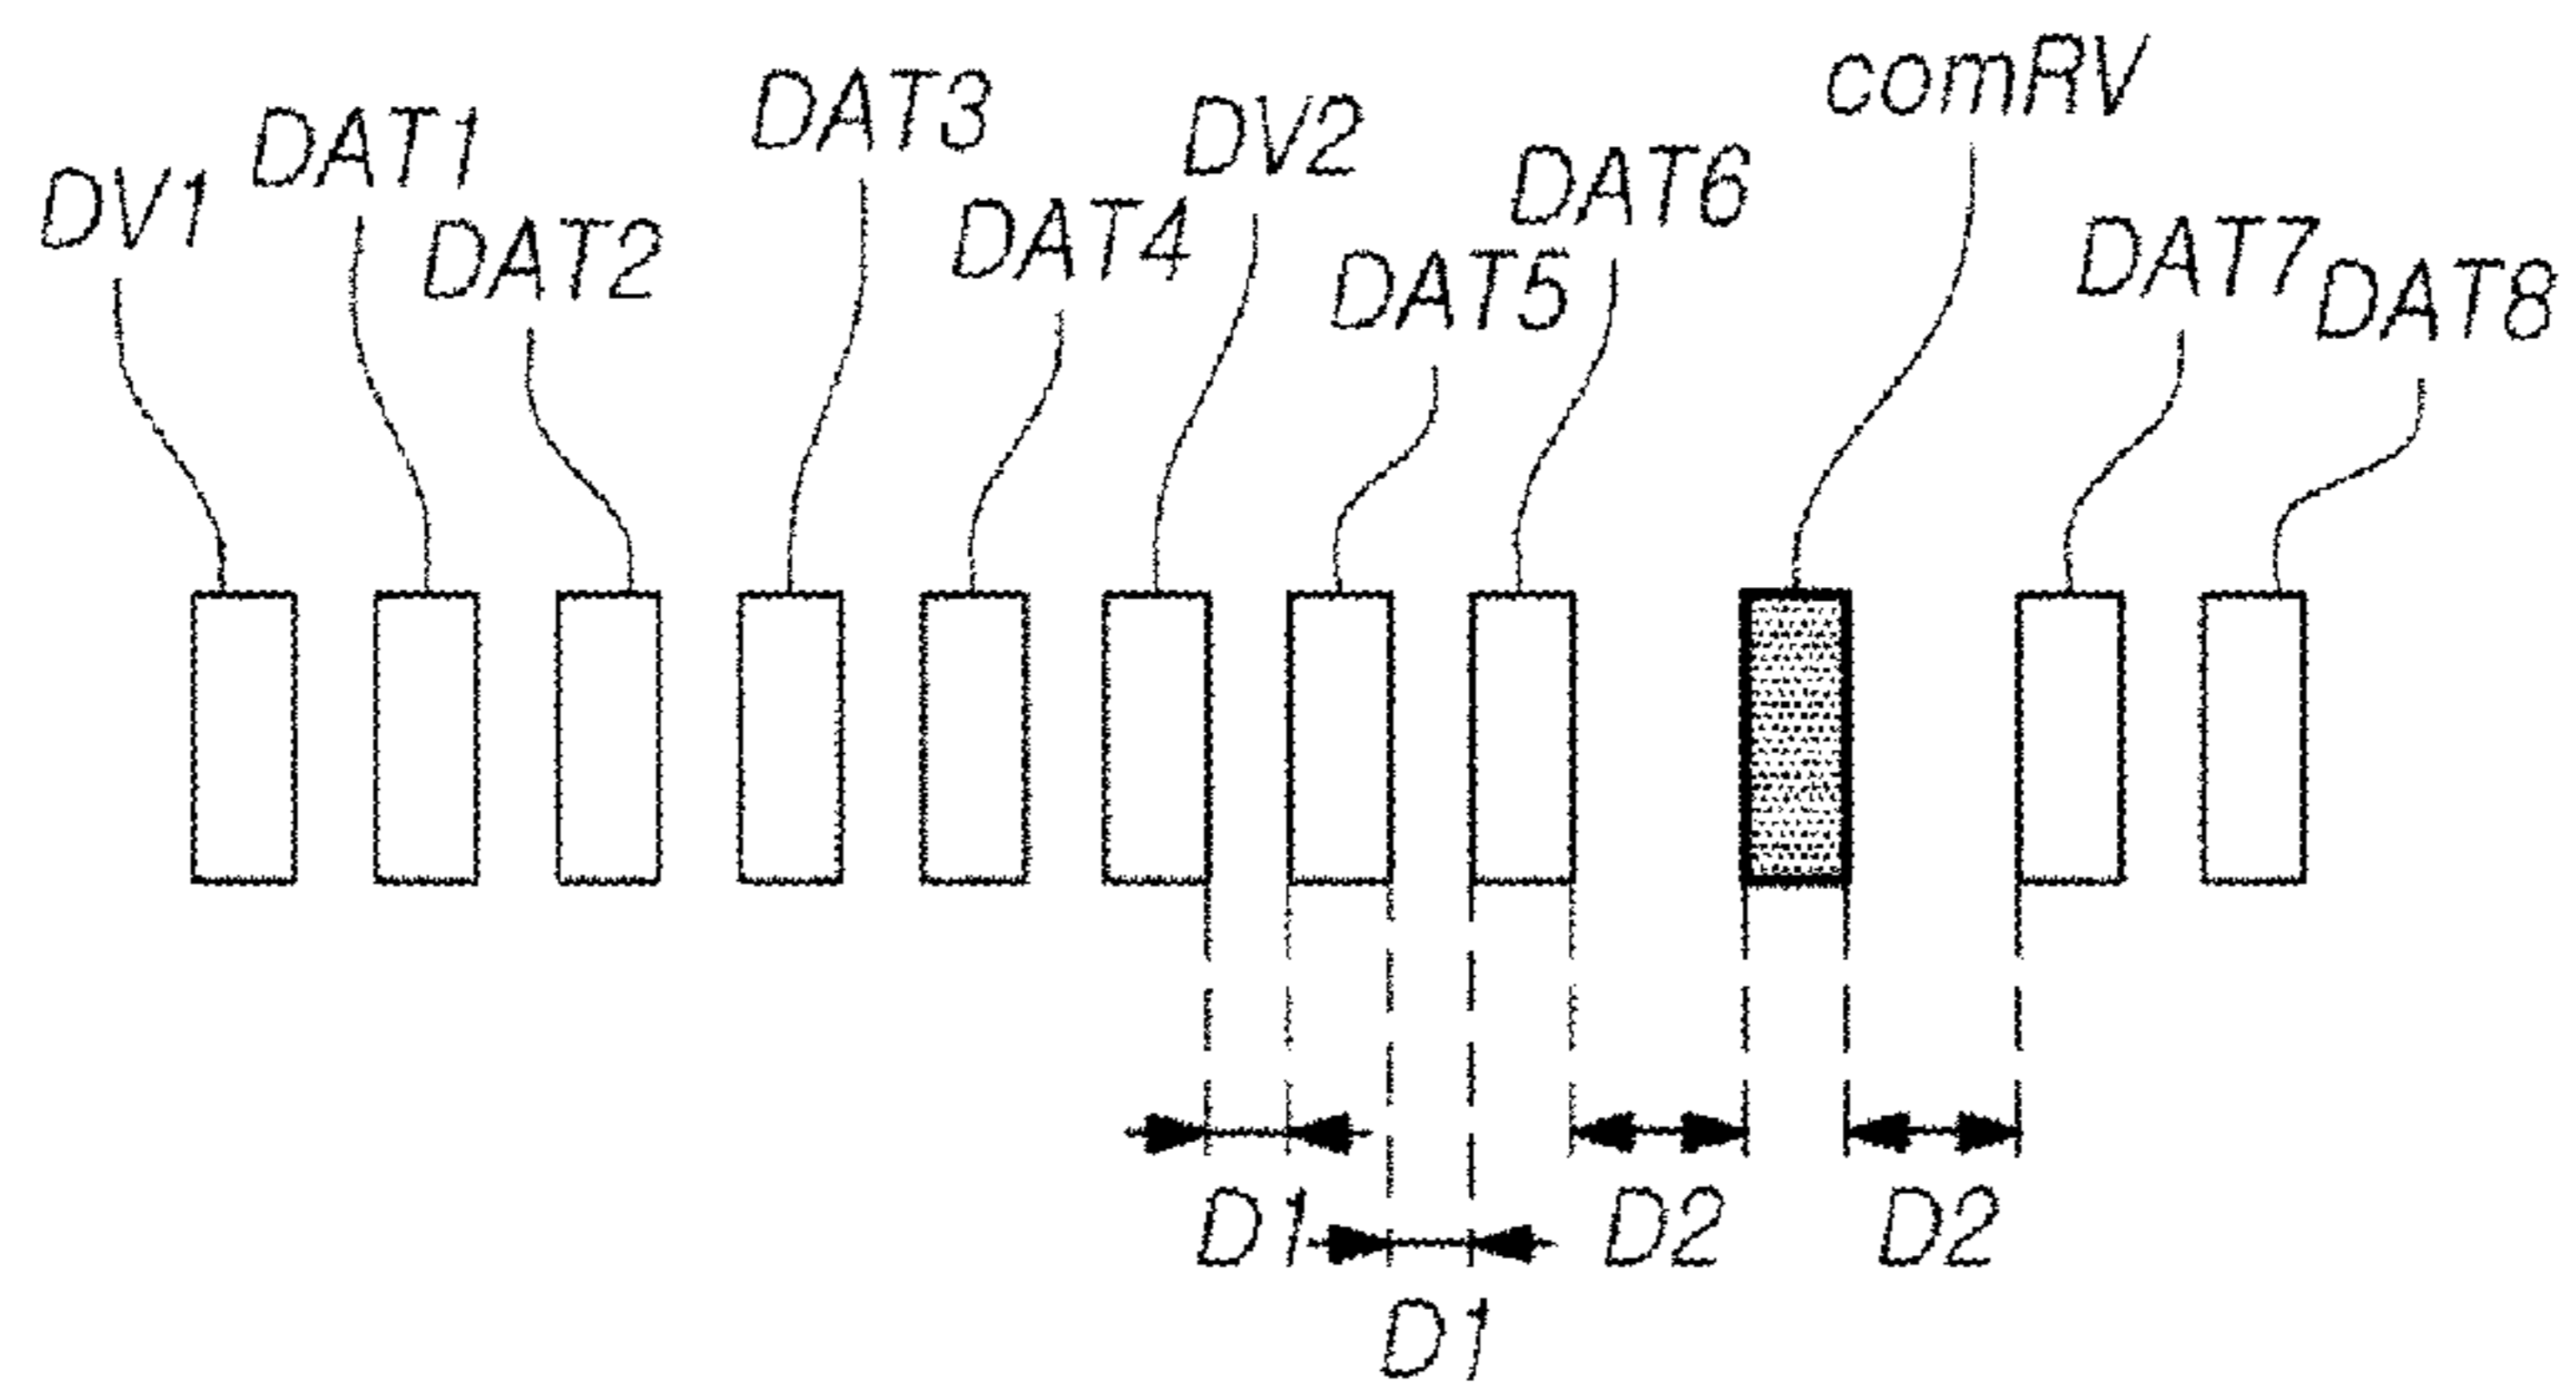 DV1
DAT1
DAT2
DAT3
DAT4
DV2
DAT5
DAT6
comRV
DAT7
DAT8
D1
D1
D2
D2